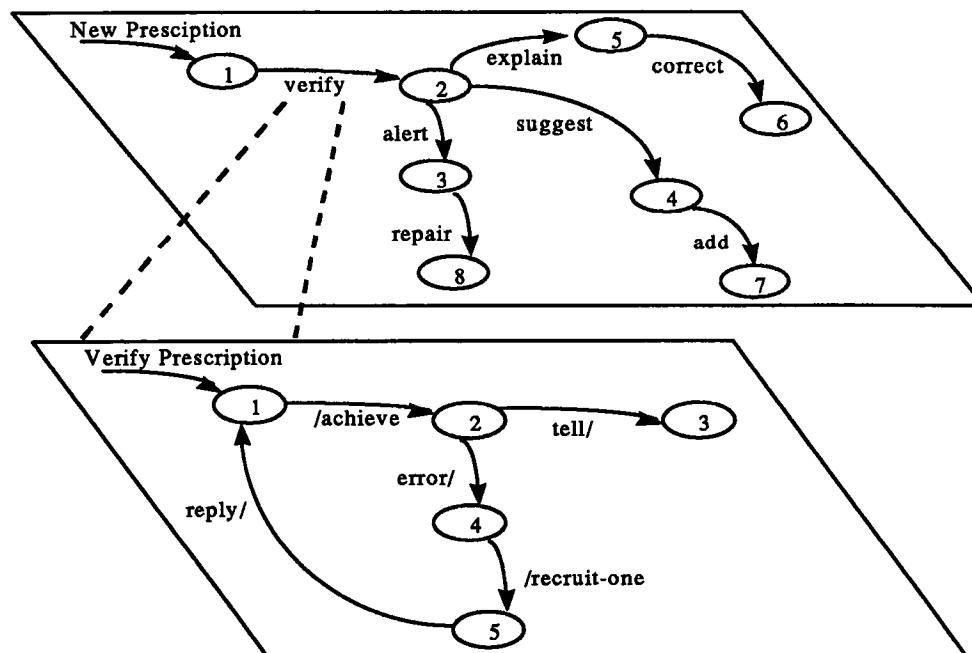 New Presciption
1
verify
2
explain
5
correct
6
alert
suggest
3
4
repair
add
8
7
Verify Prescription
1
/achieve
2
tell/
3
error/
reply/
4
/recruit-one
5